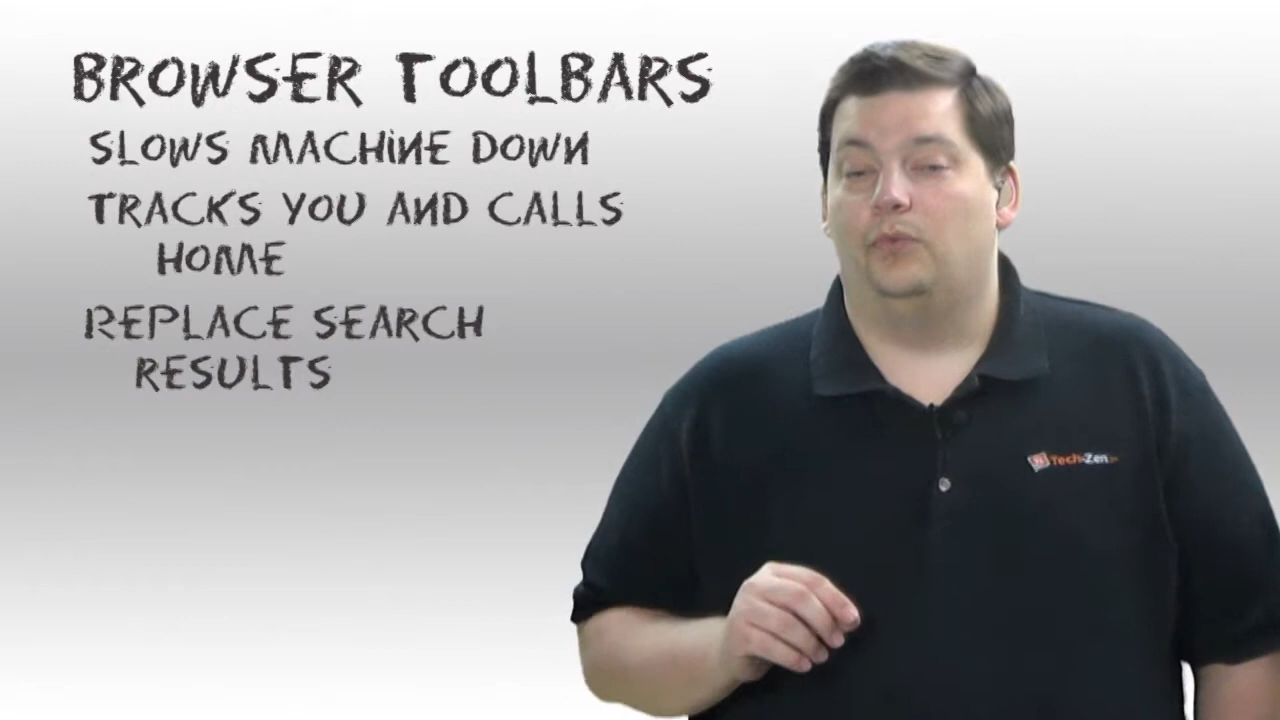 BROWSER TOOLBARS
SLOWS MACHINE DOWN
TRACKS YOU AND CALLS
HOME
REPLACE SEARCH
RESULTS
Tech-Zen